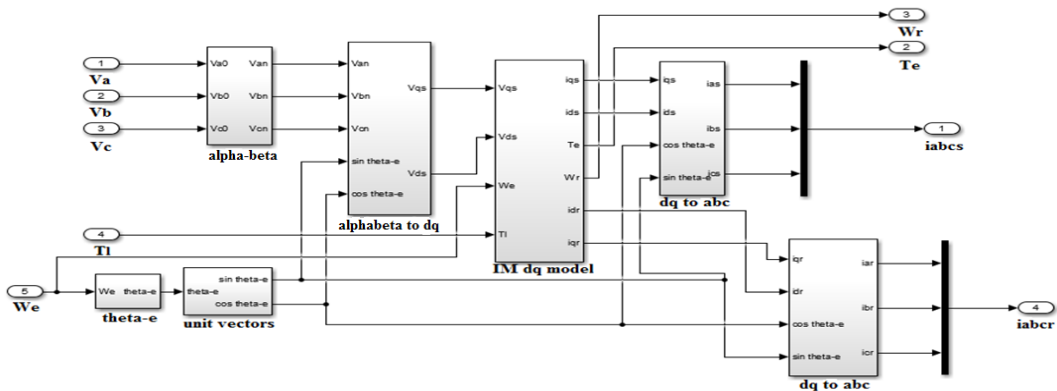 1
Va
2
Vb
3
Vc
4
Tl
5
We
Va0
Vb0
Vc0
Van
Vbn
Vcn
alpha-beta
Van
Vbn
Vcn
sin theta-e
cos theta-e
Vqs
Vds
alphabeta to dq
We
theta-e
theta-e
theta-e
sin theta-e
cos theta-e
unit vectors
Vqs
Vds
We
Tl
iqs
ids
Te
Wr
idr
iqr
IM dq model
iqs
ids
cos theta-e
sin theta-e
ias
ibs
ics
dq to abc
iqr
idr
cos theta-e
sin theta-e
iar
ibr
icr
dq to abc
3
Wr
2
Te
1
iabcs
4
iabcr